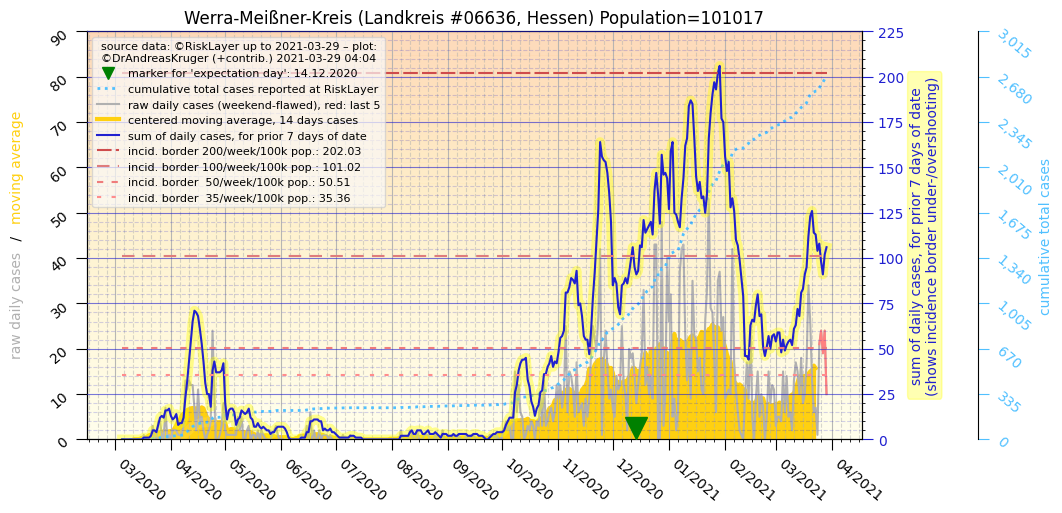 Werra-Meißner-Kreis (Landkreis #06636, Hessen) Population=101017
source data: ©RiskLayer up to 2021-03-29 – plot:
©DrAndreasKruger (+contrib.) 2021-03-29 04:04
marker for 'expectation day': 14.12.2020
cumulative total cases reported at RiskLayer
raw daily cases (weekend-flawed), red: last 5
centered moving average, 14 days cases
sum of daily cases, for prior 7 days of date
incid. border 200/week/100k pop.: 202.03
incid. border 100/week/100k pop.: 101.02
incid. border  50/week/100k pop.: 50.51
incid. border  35/week/100k pop.: 35.36
raw daily cases / moving average
90
80
70
60
50
40
30
20
10
0
03/2020
04/2020
05/2020
06/2020
07/2020
08/2020
09/2020
10/2020
11/2020
12/2020
01/2021
02/2021
03/2021
04/2021
225
200
175
150
125
100
75
50
25
0
sum of daily cases, for prior 7 days of date
(shows incidence border under-/overshooting)
3,015
2,680
2,345
2,010
1,675
1,340
1,005
670
335
0
cumulative total cases